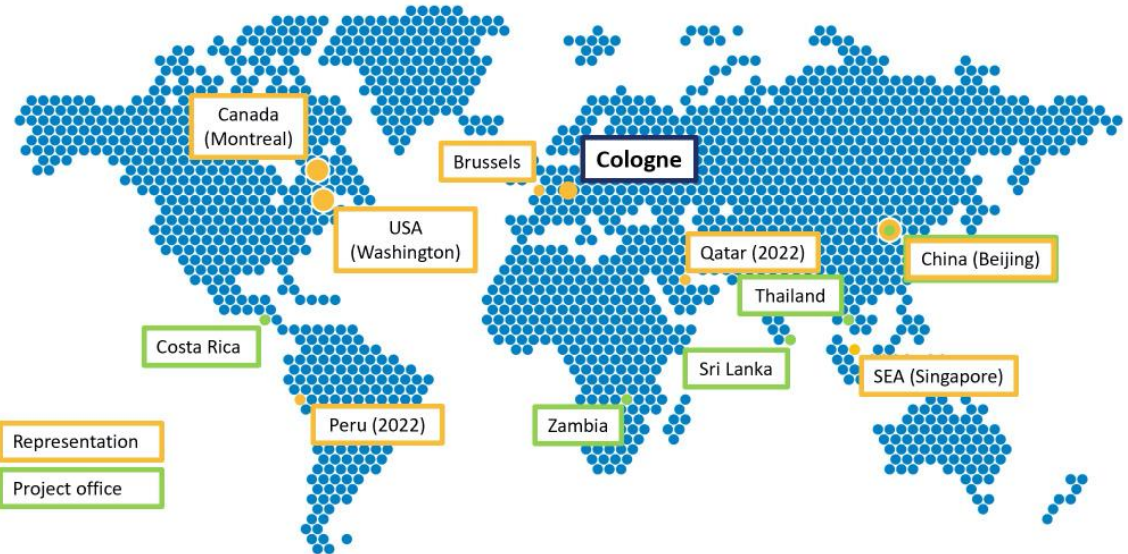 Canada
(Montreal)
Brussels
Cologne
USA
(Washington)
Qatar (2022)
China (Beijing)
Thailand
Costa Rica
Sri Lanka
SEA (Singapore)
Peru (2022)
Zambia
Representation
Project office